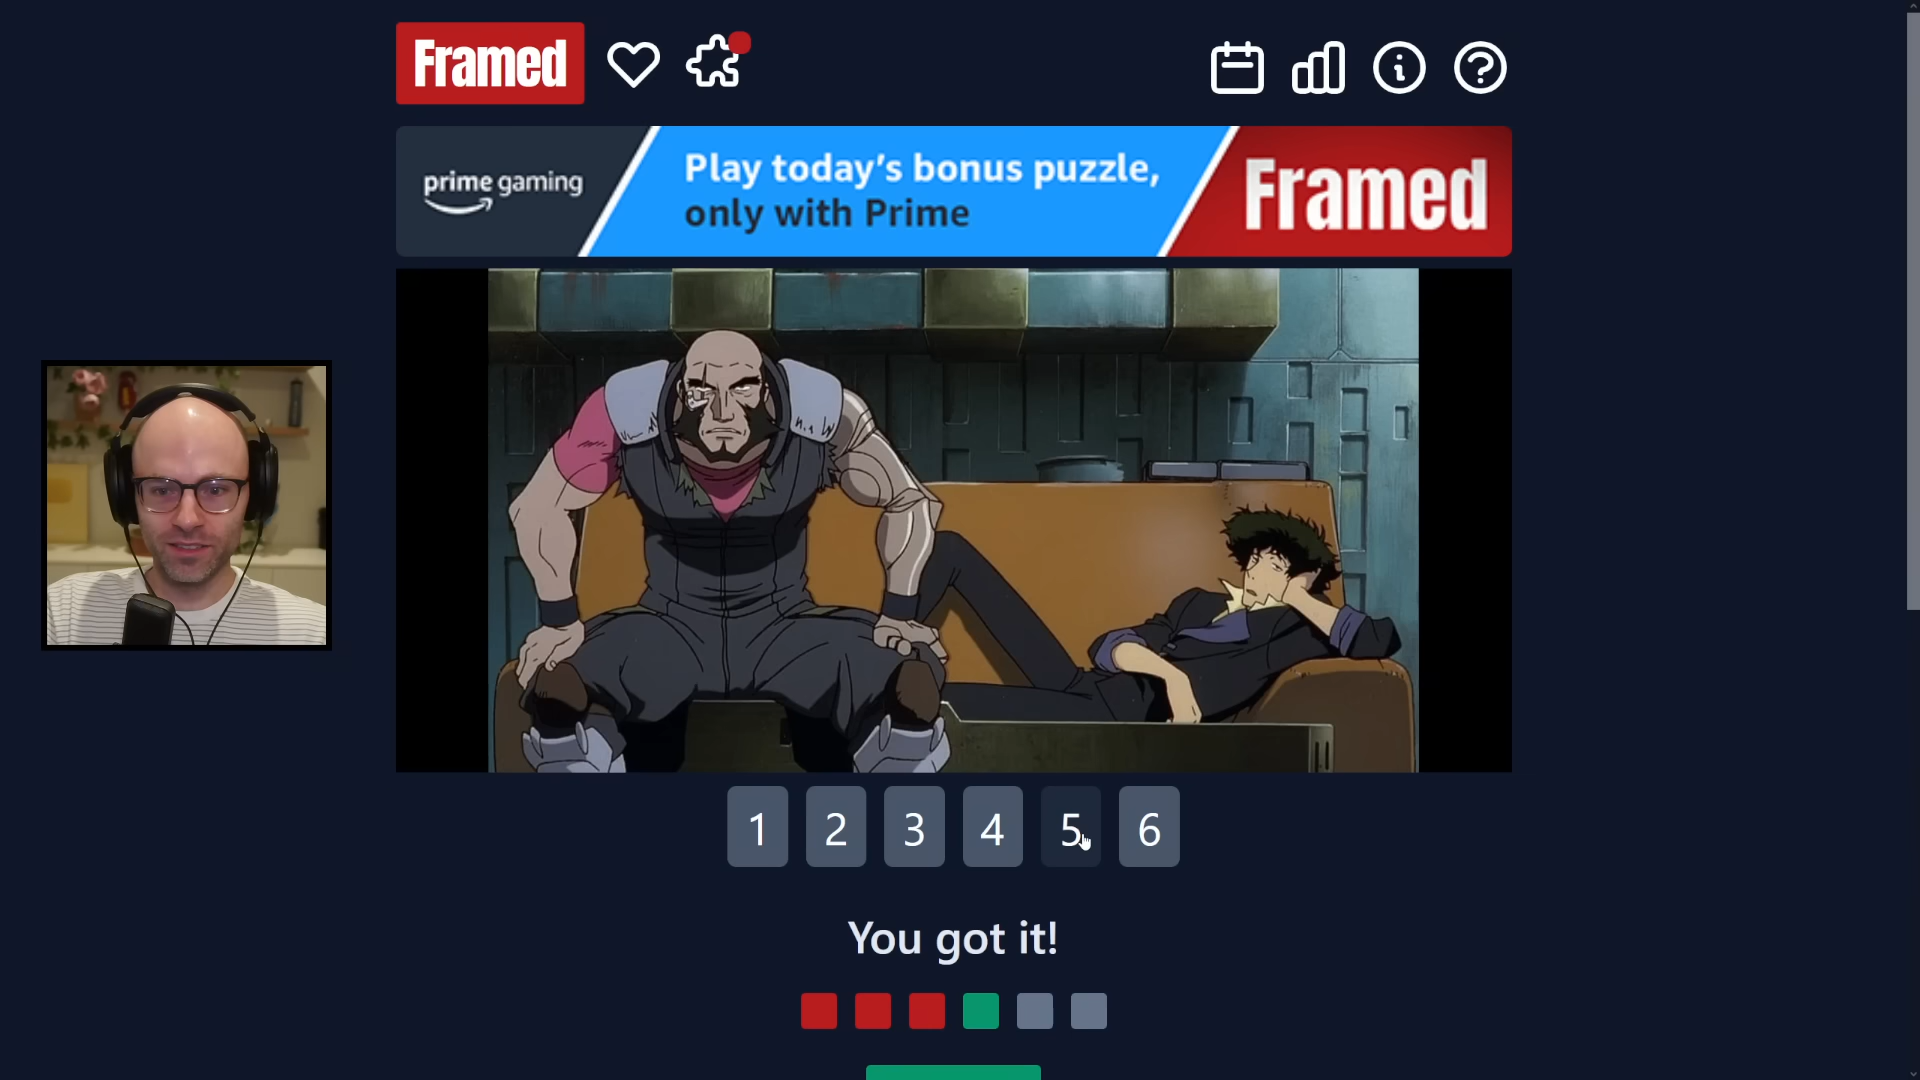 Framed
prime gaming
Play today's bonus puzzle,
only with Prime
Framed
1 2 3 4 5 6
You got it!